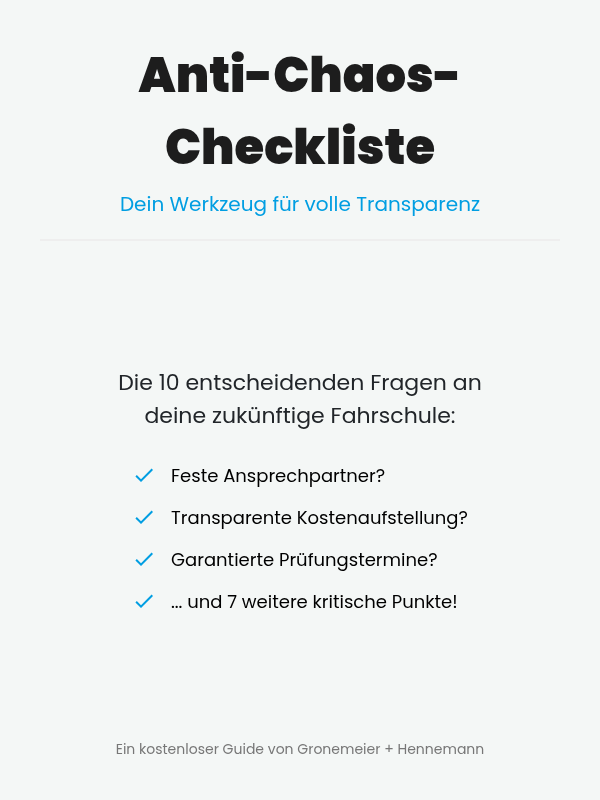 Anti-Chaos-
Checkliste
Dein Werkzeug für volle Transparenz
Die 10 entscheidenden Fragen an
deine zukünftige Fahrschule:
Feste Ansprechpartner?
Transparente Kostenaufstellung?
Garantierte Prüfungstermine?
... und 7 weitere kritische Punkte!
Ein kostenloser Guide von Gronemeier + Hennemann